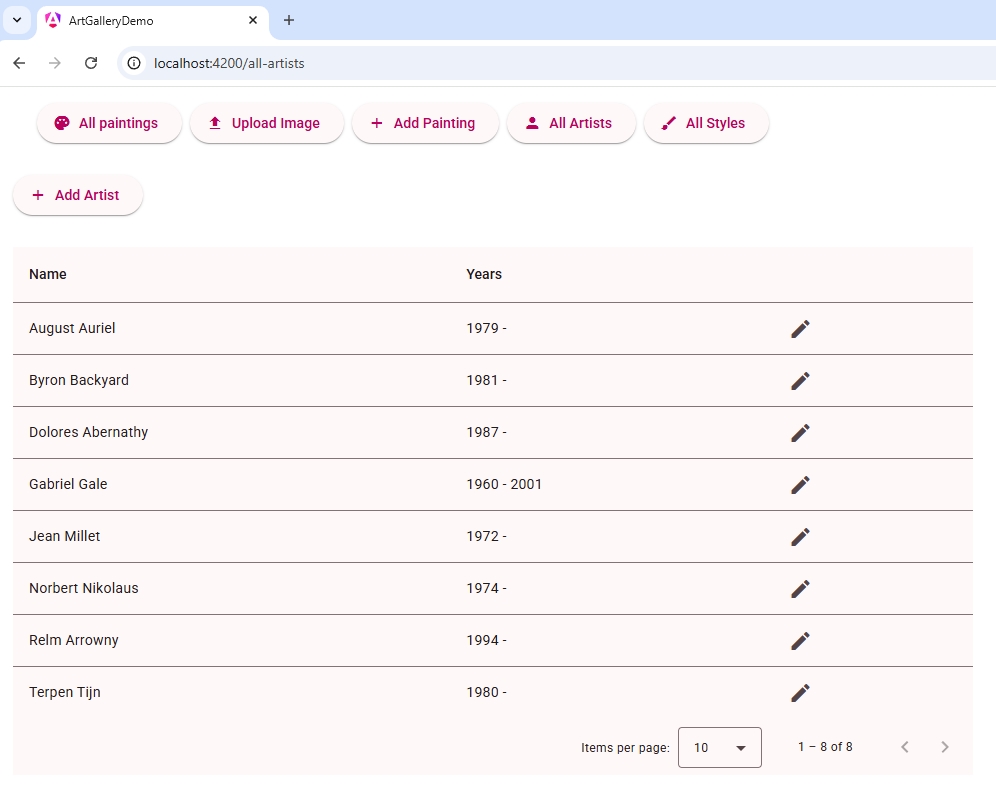 ArtGalleryDemo
localhost:4200/all-artists
All paintings Upload Image Add Painting All Artists All Styles
Add Artist
Name Years
August Auriel 1979 -
Byron Backyard 1981 -
Dolores Abernathy 1987 -
Gabriel Gale 1960 - 2001
Jean Millet 1972 -
Norbert Nikolaus 1974 -
Relm Arrowny 1994 -
Terpen Tijn 1980 -
Items per page: 10 1 – 8 of 8